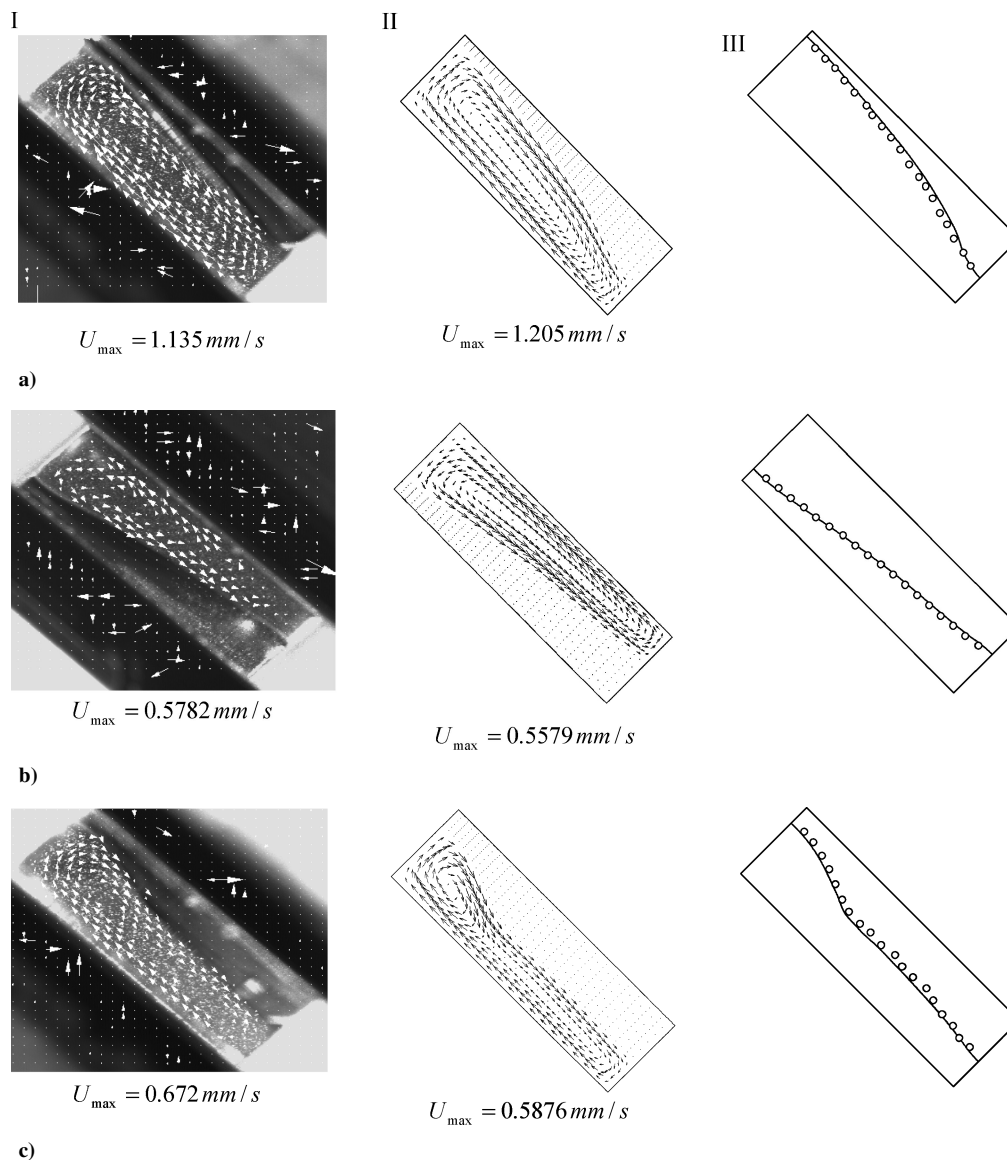 I II III
U_max = 1.135 mm/s U_max = 1.205 mm/s
a)
U_max = 0.5782 mm/s U_max = 0.5579 mm/s
b)
U_max = 0.672 mm/s U_max = 0.5876 mm/s
c)